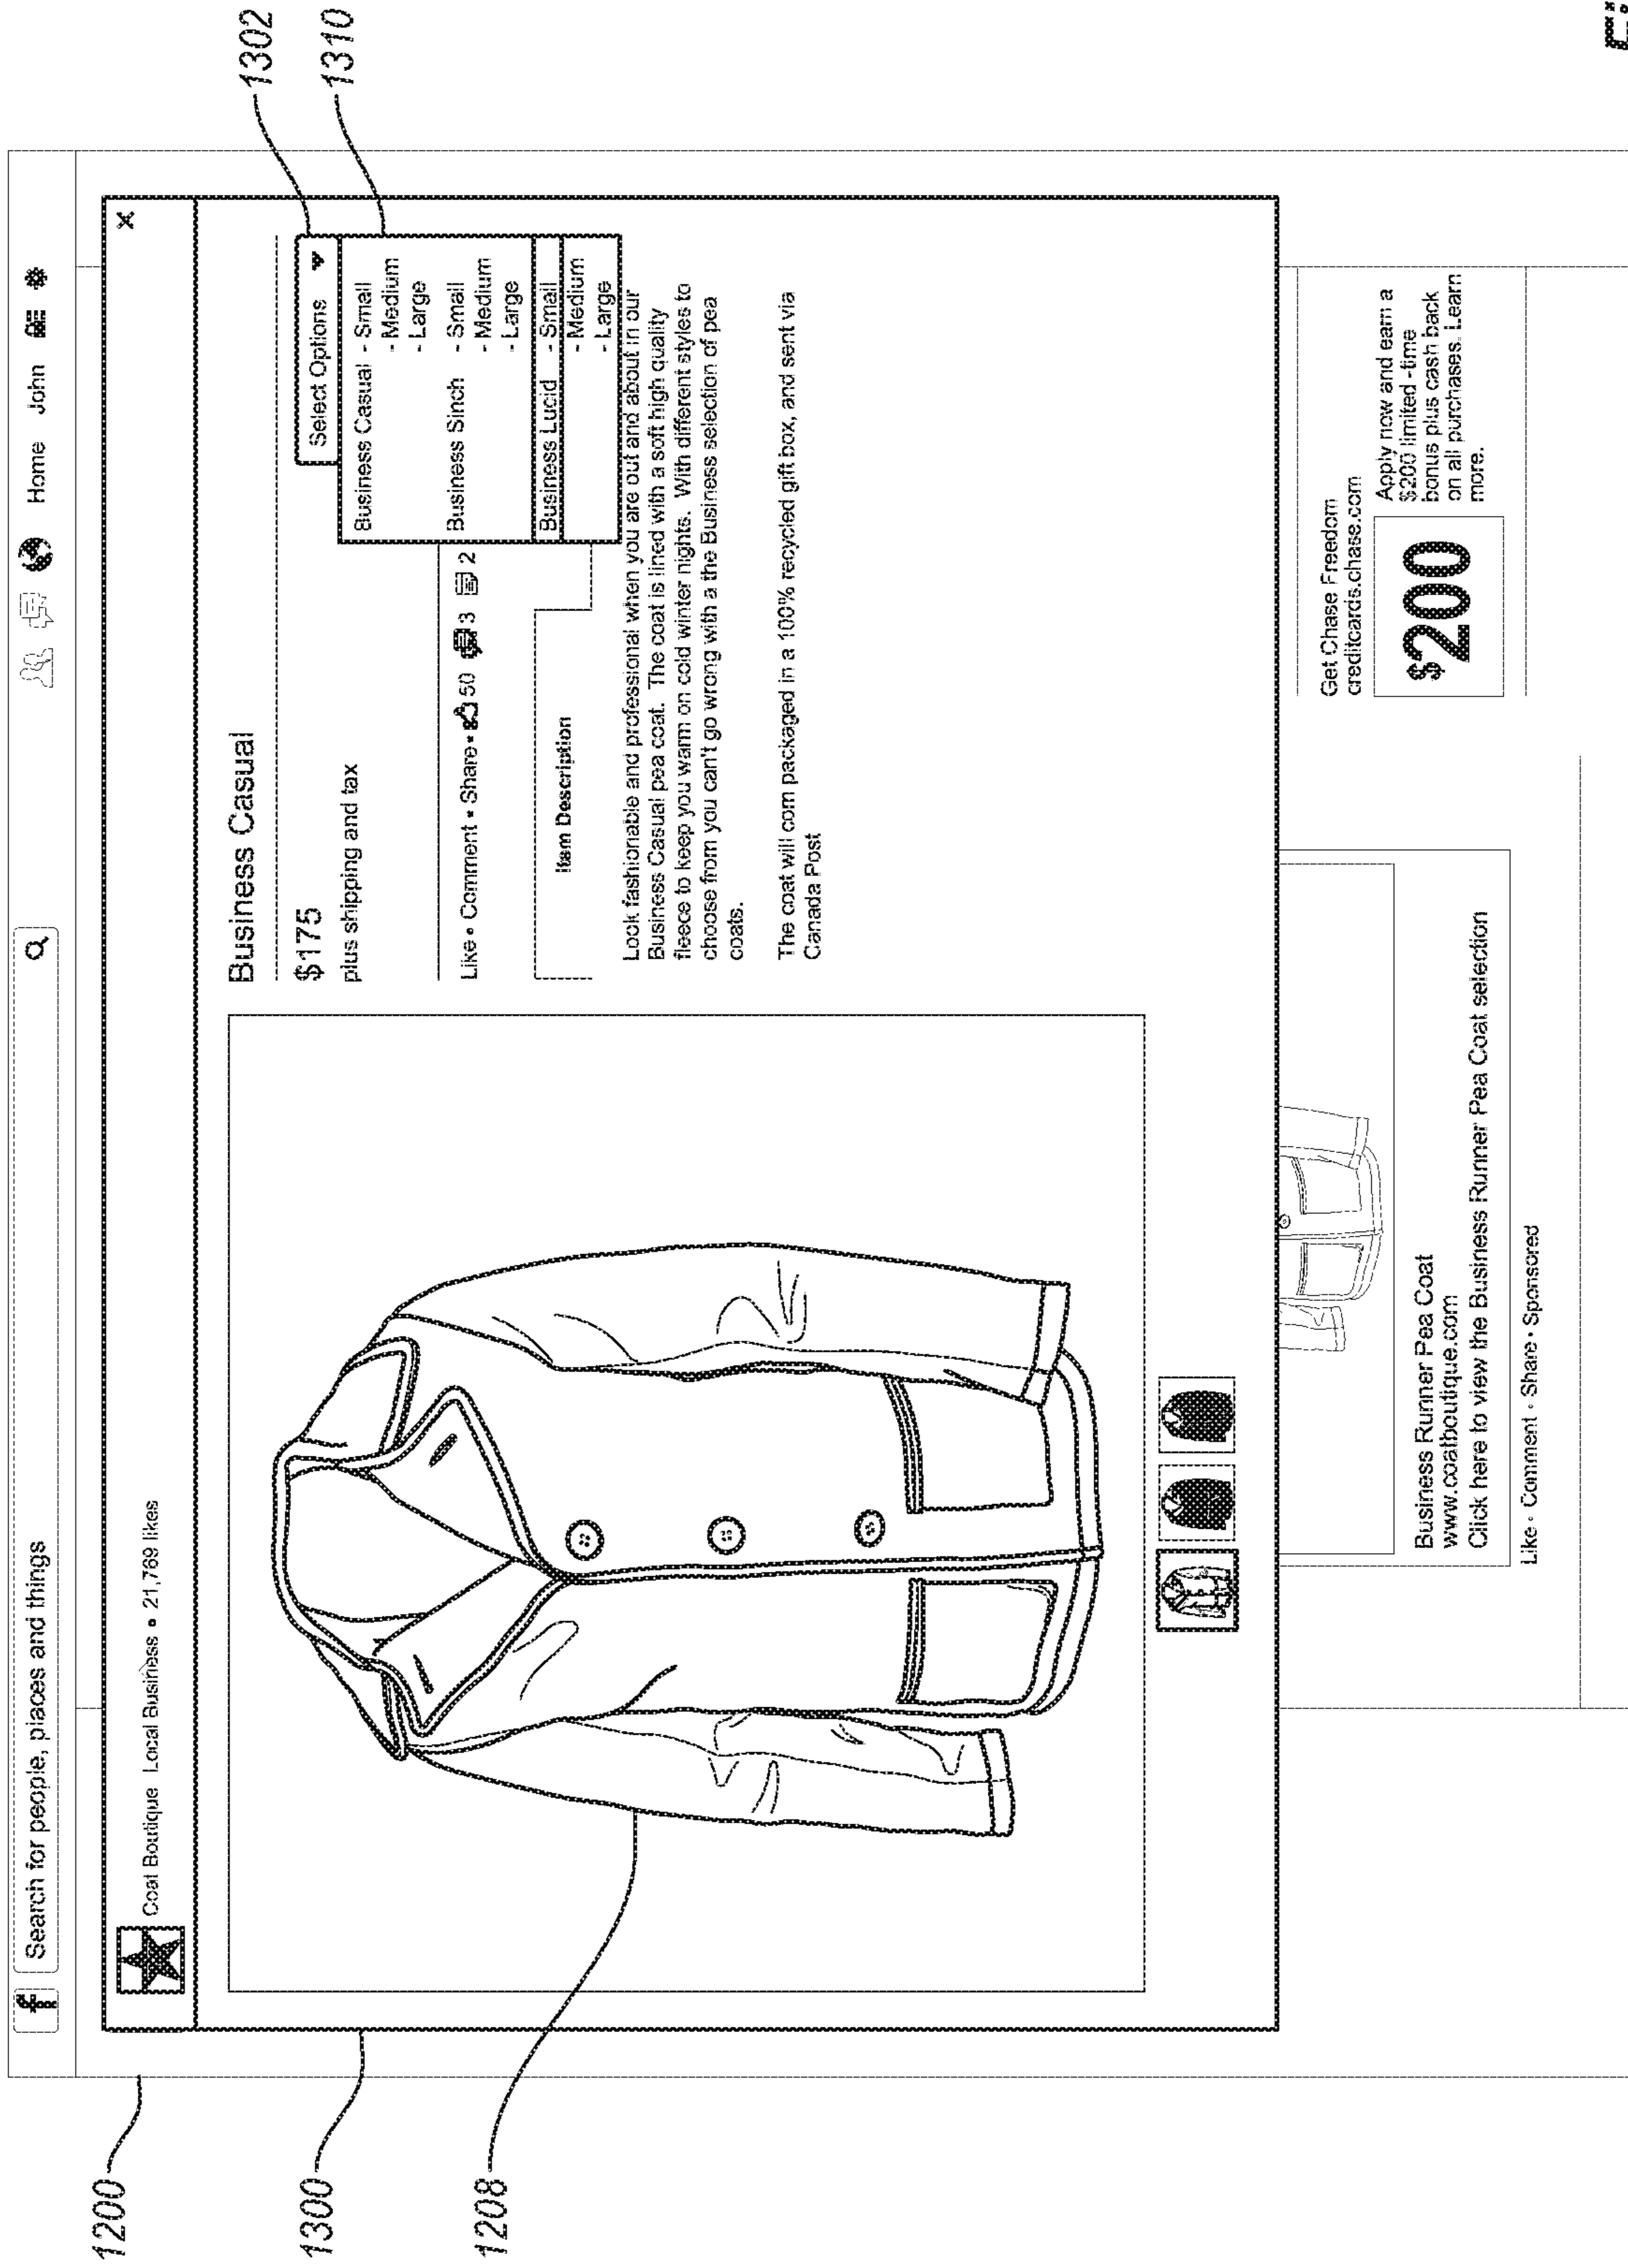 f Search for people, places and things
Home John
Coat Boutique Local Business • 21,769 likes
x
Business Casual
$175
plus shipping and tax
Select Options
Business Casual - Small
- Medium
- Large
Business Sinch - Small
- Medium
- Large
Business Lucid - Small
- Medium
- Large
Like • Comment • Share • 50 3 2
Item Description
Look fashionable and professional when you are out and about in our
Business Casual pea coat. The coat is lined with a soft high quality
fleece to keep you warm on cold winter nights. With different styles to
choose from you can't go wrong with a the Business selection of pea
coats.
The coat will com packaged in a 100% recycled gift box, and sent via
Canada Post
Business Runner Pea Coat
www.coatboutique.com
Click here to view the Business Runner Pea Coat selection
Like • Comment • Share • Sponsored
Get Chase Freedom
creditcards.chase.com
$200
Apply now and earn a
$200 limited -time
bonus plus cash back
on all purchases. Learn
more.
1200
1300
1208
1302
1310